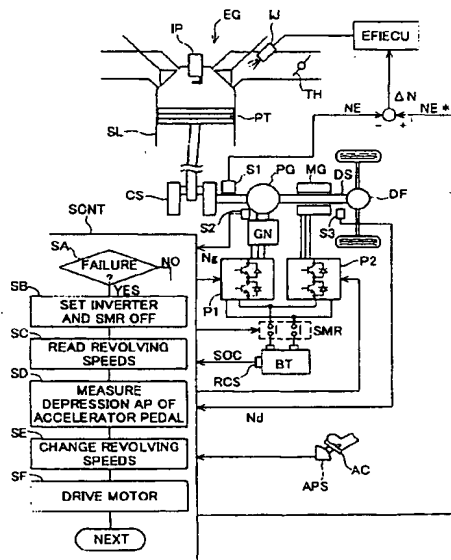 IP
EG
IJ
EFIECU
TH
ΔN
NE
NE*
PT
SL
S1
PG
MG
DS
CS
DF
S2
GN
S3
SCNT
Ng
SA
FAILURE
?
NO
YES
P1
P2
SB
SET INVERTER
AND SMR OFF
SMR
SC
READ REVOLVING
SPEEDS
SOC
BT
RCS
SD
MEASURE
DEPRESSION AP OF
ACCELERATOR PEDAL
Nd
SE
CHANGE REVOLVING
SPEEDS
APS
AC
SF
DRIVE MOTOR
NEXT